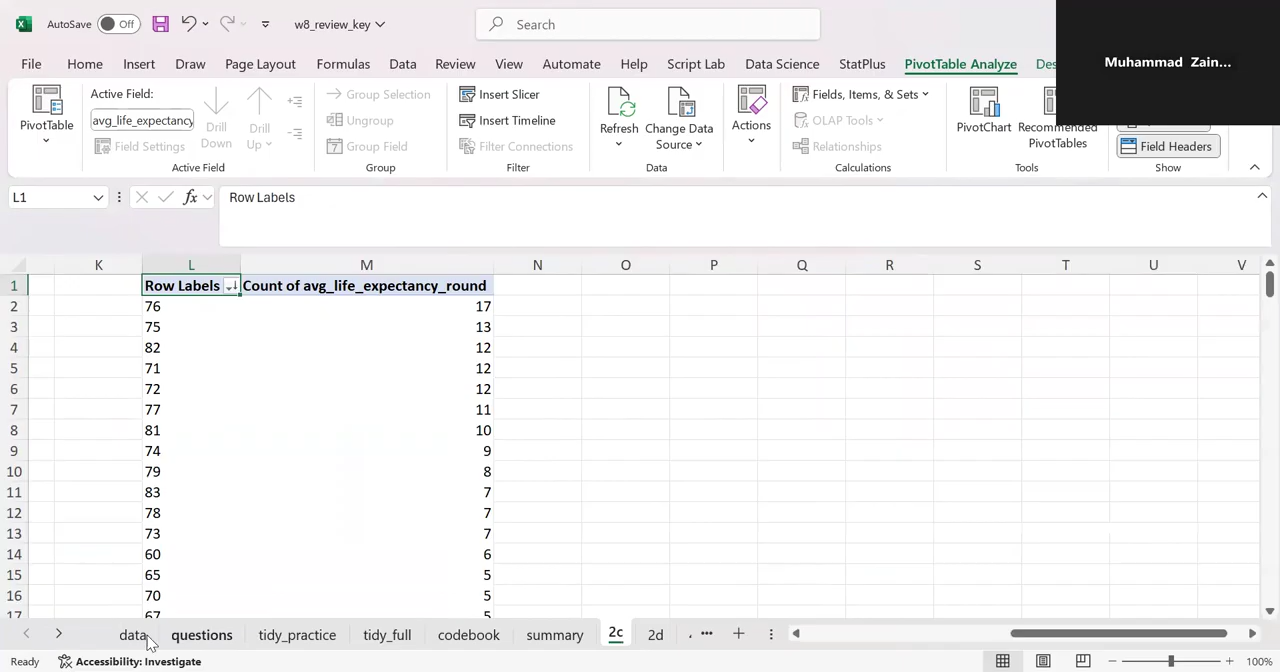 AutoSave Off w8_review_key Search
Muhammad Zain...
File Home Insert Draw Page Layout Formulas Data Review View Automate Help Script Lab Data Science StatPlus PivotTable Analyze
PivotTable
Active Field:
avg_life_expectancy
Field Settings
Drill Down
Drill Up
Active Field
Group Selection
Ungroup
Group Field
Group
Insert Slicer
Insert Timeline
Filter Connections
Filter
Refresh
Change Data Source
Data
Actions
Fields, Items, & Sets
OLAP Tools
Relationships
Calculations
PivotChart
Recommended PivotTables
Tools
Field Headers
Show
L1 fx Row Labels
K L M N O P Q R S T U V
1 Row Labels Count of avg_life_expectancy_round
2 76 17
3 75 13
4 82 12
5 71 12
6 72 12
7 77 11
8 81 10
9 74 9
10 79 8
11 83 7
12 78 7
13 73 7
14 60 6
15 65 5
16 70 5
17 67 5
data questions tidy_practice tidy_full codebook summary 2c 2d
Ready Accessibility: Investigate 100%